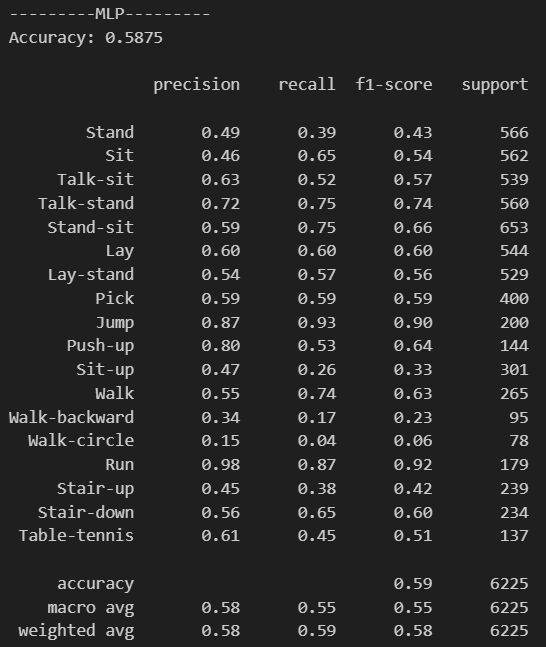 ---------MLP---------
Accuracy: 0.5875
precision recall f1-score support
Stand 0.49 0.39 0.43 566
Sit 0.46 0.65 0.54 562
Talk-sit 0.63 0.52 0.57 539
Talk-stand 0.72 0.75 0.74 560
Stand-sit 0.59 0.75 0.66 653
Lay 0.60 0.60 0.60 544
Lay-stand 0.54 0.57 0.56 529
Pick 0.59 0.59 0.59 400
Jump 0.87 0.93 0.90 200
Push-up 0.80 0.53 0.64 144
Sit-up 0.47 0.26 0.33 301
Walk 0.55 0.74 0.63 265
Walk-backward 0.34 0.17 0.23 95
Walk-circle 0.15 0.04 0.06 78
Run 0.98 0.87 0.92 179
Stair-up 0.45 0.38 0.42 239
Stair-down 0.56 0.65 0.60 234
Table-tennis 0.61 0.45 0.51 137
accuracy 0.59 6225
macro avg 0.58 0.55 0.55 6225
weighted avg 0.58 0.59 0.58 6225